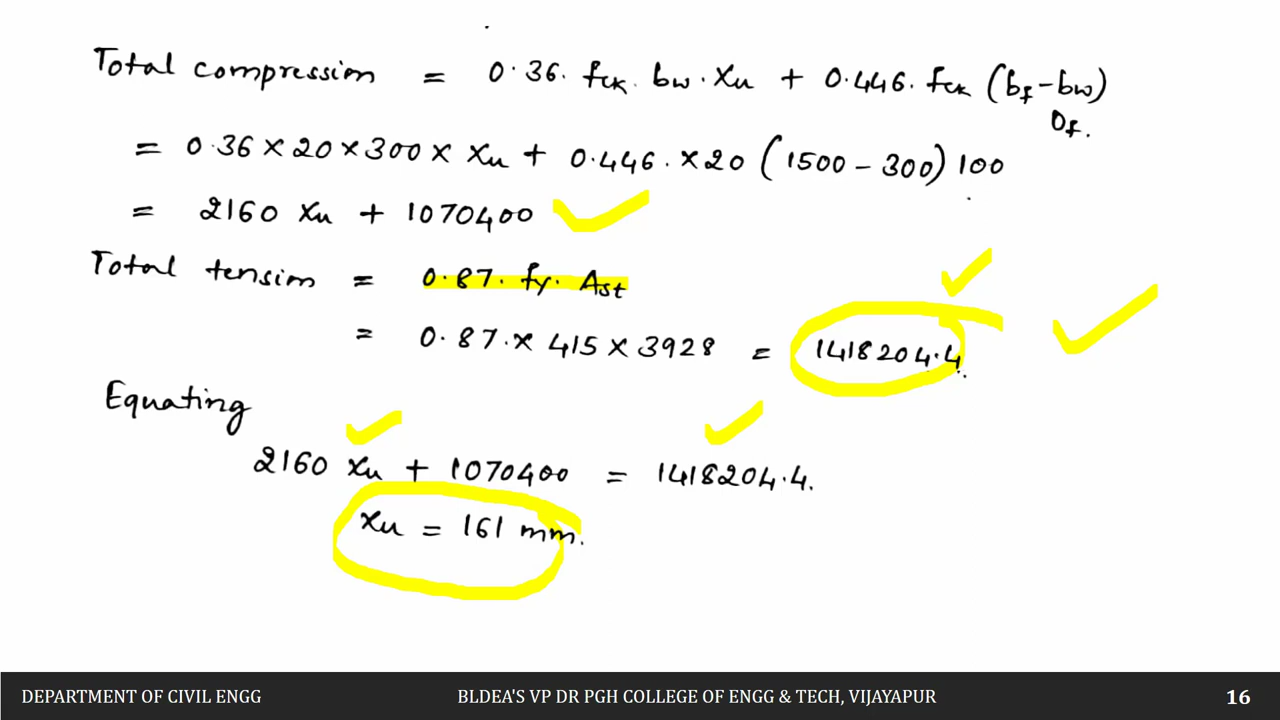 Total compression = 0.36. fck. bw. xu + 0.446. fck (bf - bw)
Df.
= 0.36 × 20 × 300 × xu + 0.446. × 20 (1500 - 300) 100
= 2160 xu + 1070400
Total tension = 0.87. fy. Ast
= 0.87. × 415 × 3928 = 1418204.4
Equating
2160 xu + 1070400 = 1418204.4.
xu = 161 mm.
DEPARTMENT OF CIVIL ENGG BLDEA'S VP DR PGH COLLEGE OF ENGG & TECH, VIJAYAPUR 16